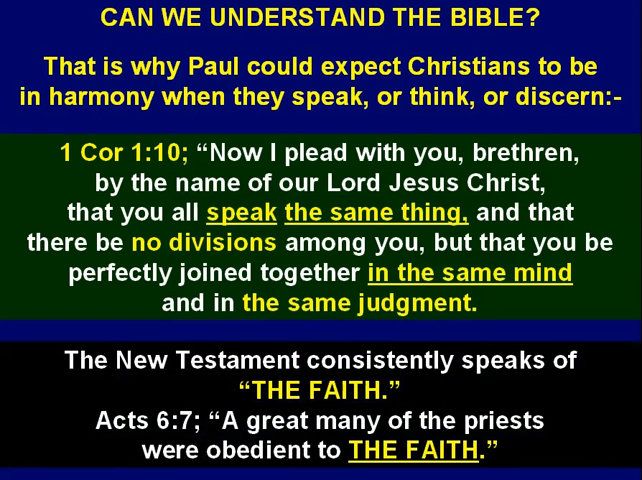 CAN WE UNDERSTAND THE BIBLE?
That is why Paul could expect Christians to be
in harmony when they speak, or think, or discern:-
1 Cor 1:10; “Now I plead with you, brethren,
by the name of our Lord Jesus Christ,
that you all speak the same thing, and that
there be no divisions among you, but that you be
perfectly joined together in the same mind
and in the same judgment.
The New Testament consistently speaks of
“THE FAITH.”
Acts 6:7; “A great many of the priests
were obedient to THE FAITH.”